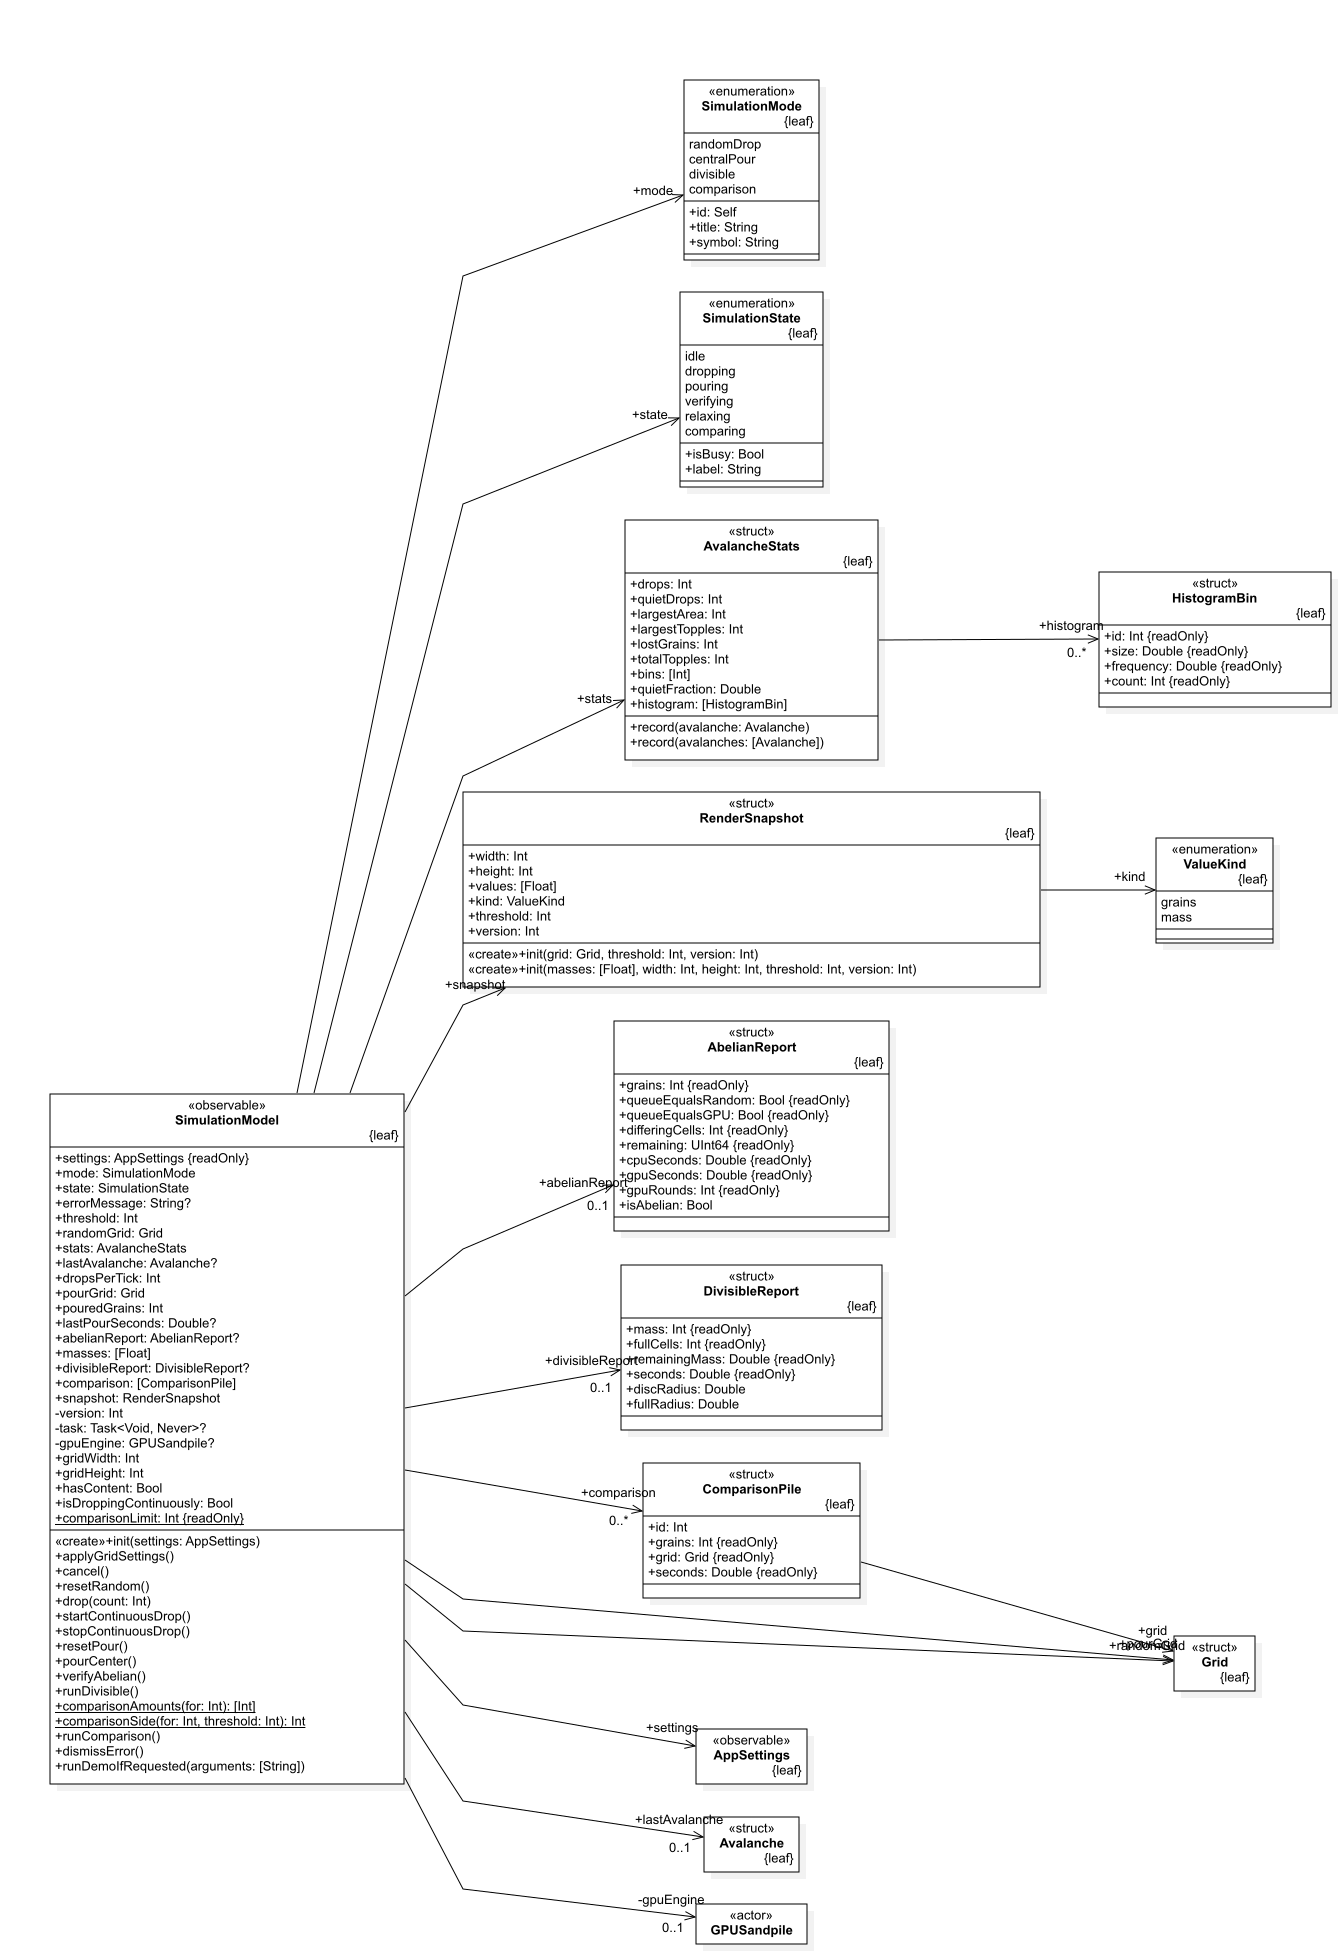 «enumeration»
SimulationMode
{leaf}
randomDrop
centralPour
divisible
comparison
+id: Self
+title: String
+symbol: String
+mode
«enumeration»
SimulationState
{leaf}
idle
dropping
pouring
verifying
relaxing
comparing
+isBusy: Bool
+label: String
+state
«struct»
AvalancheStats
{leaf}
+drops: Int
+quietDrops: Int
+largestArea: Int
+largestTopples: Int
+lostGrains: Int
+totalTopples: Int
+bins: [Int]
+quietFraction: Double
+histogram: [HistogramBin]
+record(avalanche: Avalanche)
+record(avalanches: [Avalanche])
+stats
+histogram
0..*
«struct»
HistogramBin
{leaf}
+id: Int {readOnly}
+size: Double {readOnly}
+frequency: Double {readOnly}
+count: Int {readOnly}
«struct»
RenderSnapshot
{leaf}
+width: Int
+height: Int
+values: [Float]
+kind: ValueKind
+threshold: Int
+version: Int
«create»+init(grid: Grid, threshold: Int, version: Int)
«create»+init(masses: [Float], width: Int, height: Int, threshold: Int, version: Int)
+snapshot
+kind
«enumeration»
ValueKind
{leaf}
grains
mass
«struct»
AbelianReport
{leaf}
+grains: Int {readOnly}
+queueEqualsRandom: Bool {readOnly}
+queueEqualsGPU: Bool {readOnly}
+differingCells: Int {readOnly}
+remaining: UInt64 {readOnly}
+cpuSeconds: Double {readOnly}
+gpuSeconds: Double {readOnly}
+gpuRounds: Int {readOnly}
+isAbelian: Bool
+abelianReport
0..1
«observable»
SimulationModel
{leaf}
+settings: AppSettings {readOnly}
+mode: SimulationMode
+state: SimulationState
+errorMessage: String?
+threshold: Int
+randomGrid: Grid
+stats: AvalancheStats
+lastAvalanche: Avalanche?
+dropsPerTick: Int
+pourGrid: Grid
+pouredGrains: Int
+lastPourSeconds: Double?
+abelianReport: AbelianReport?
+masses: [Float]
+divisibleReport: DivisibleReport?
+comparison: [ComparisonPile]
+snapshot: RenderSnapshot
-version: Int
-task: Task<Void, Never>?
-gpuEngine: GPUSandpile?
+gridWidth: Int
+gridHeight: Int
+hasContent: Bool
+isDroppingContinuously: Bool
+comparisonLimit: Int {readOnly}
«create»+init(settings: AppSettings)
+applyGridSettings()
+cancel()
+resetRandom()
+drop(count: Int)
+startContinuousDrop()
+stopContinuousDrop()
+resetPour()
+pourCenter()
+verifyAbelian()
+runDivisible()
+comparisonAmounts(for: Int): [Int]
+comparisonSide(for: Int, threshold: Int): Int
+runComparison()
+dismissError()
+runDemoIfRequested(arguments: [String])
«struct»
DivisibleReport
{leaf}
+mass: Int {readOnly}
+fullCells: Int {readOnly}
+remainingMass: Double {readOnly}
+seconds: Double {readOnly}
+discRadius: Double
+fullRadius: Double
+divisibleReport
0..1
«struct»
ComparisonPile
{leaf}
+id: Int
+grains: Int {readOnly}
+grid: Grid {readOnly}
+seconds: Double {readOnly}
+comparison
0..*
+grid
+pourGrid
+randomGrid
«struct»
Grid
{leaf}
+settings
«observable»
AppSettings
{leaf}
+lastAvalanche
0..1
«struct»
Avalanche
{leaf}
-gpuEngine
0..1
«actor»
GPUSandpile